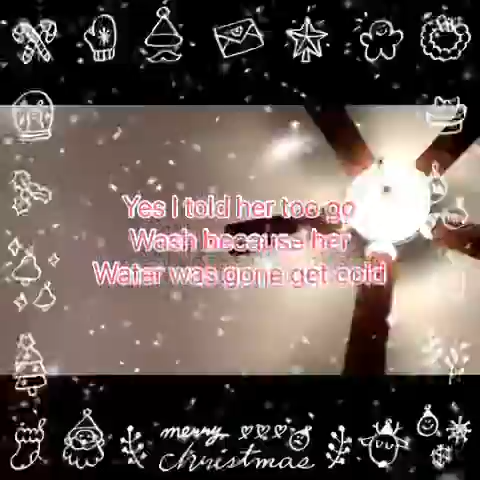 Yes I told her too go
Wash because her
Water was gone get cold
merry
christmas